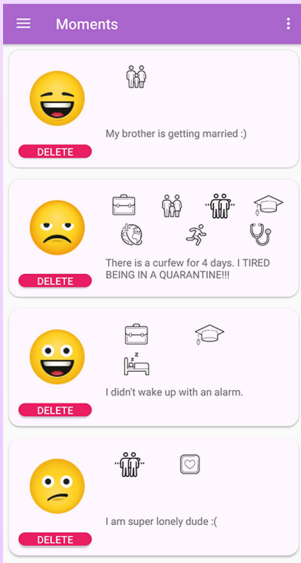 Moments
My brother is getting married :)
DELETE
There is a curfew for 4 days. I TIRED
BEING IN A QUARANTINE!!!
DELETE
I didn't wake up with an alarm.
DELETE
I am super lonely dude :(
DELETE